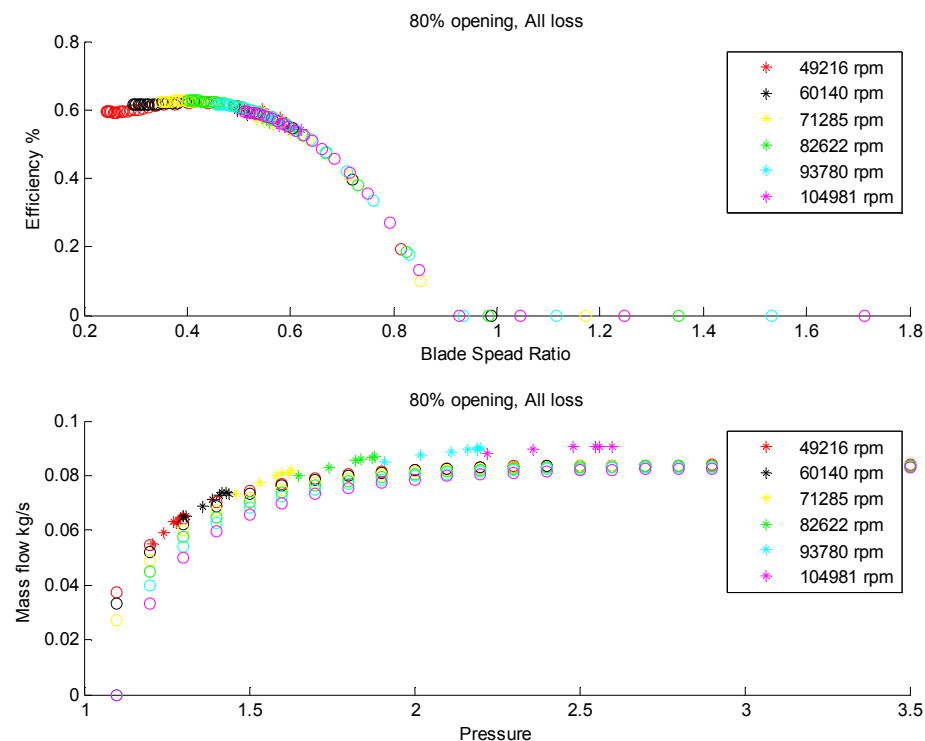 80% opening, All loss
0.8
0.6
0.4
0.2
0
Efficiency %
0.2 0.4 0.6 0.8 1 1.2 1.4 1.6 1.8
Blade Spead Ratio
49216 rpm
60140 rpm
71285 rpm
82622 rpm
93780 rpm
104981 rpm
80% opening, All loss
0.1
0.08
0.06
0.04
0.02
0
Mass flow kg/s
1 1.5 2 2.5 3 3.5
Pressure
49216 rpm
60140 rpm
71285 rpm
82622 rpm
93780 rpm
104981 rpm